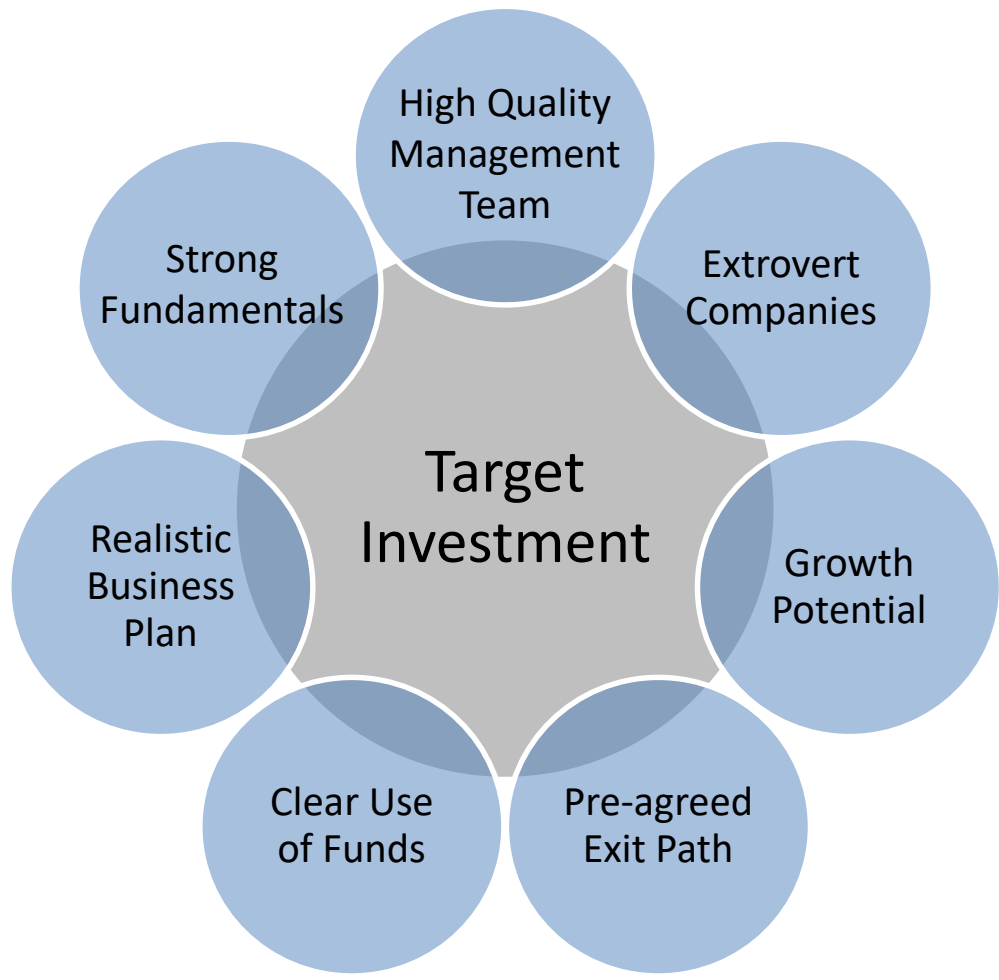 High Quality
Management
Team
Extrovert
Companies
Growth
Potential
Pre-agreed
Exit Path
Clear Use
of Funds
Realistic
Business
Plan
Strong
Fundamentals
Target
Investment